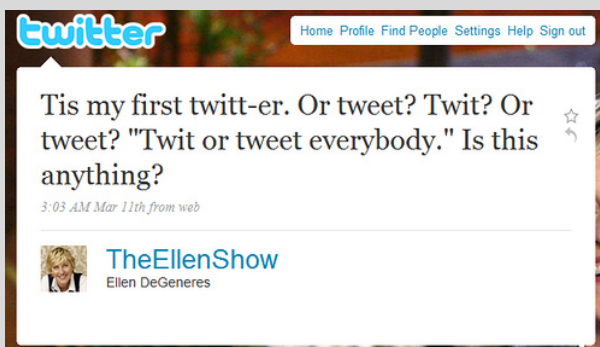 twitter
Home Profile Find People Settings Help Sign out
Tis my first twitt-er. Or tweet? Twit? Or
tweet? "Twit or tweet everybody." Is this
anything?
3:03 AM Mar 11th from web
TheEllenShow
Ellen DeGeneres